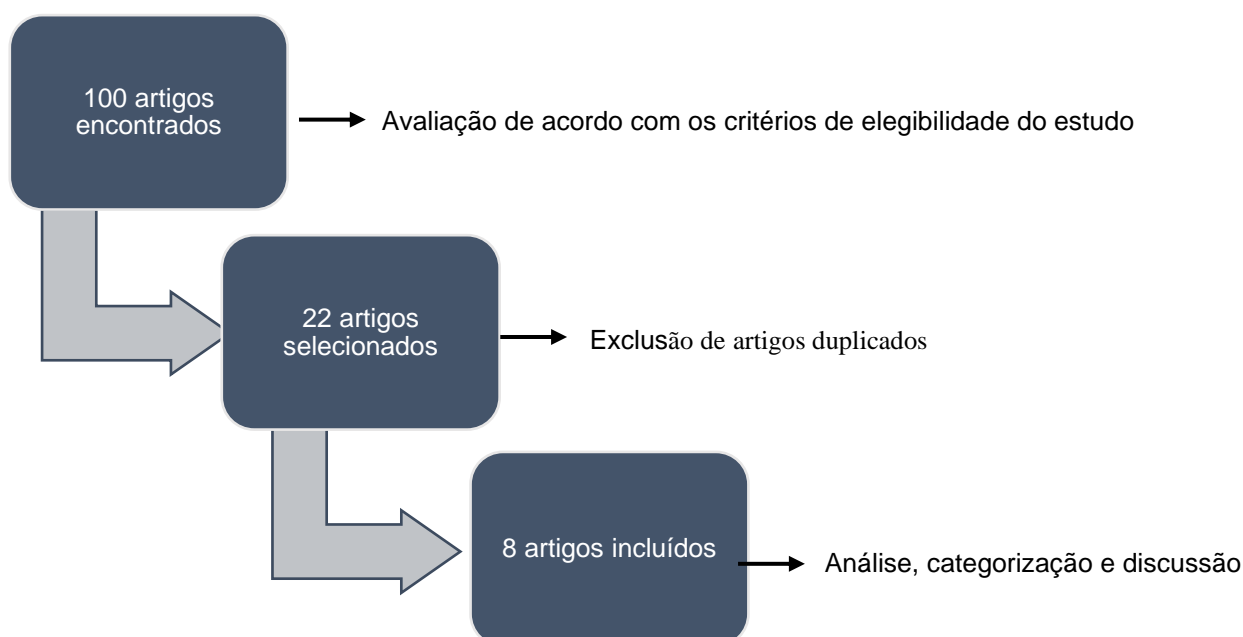 100 artigos
encontrados
Avaliação de acordo com os critérios de elegibilidade do estudo
22 artigos
selecionados
Exclusão de artigos duplicados
8 artigos incluídos
Análise, categorização e discussão